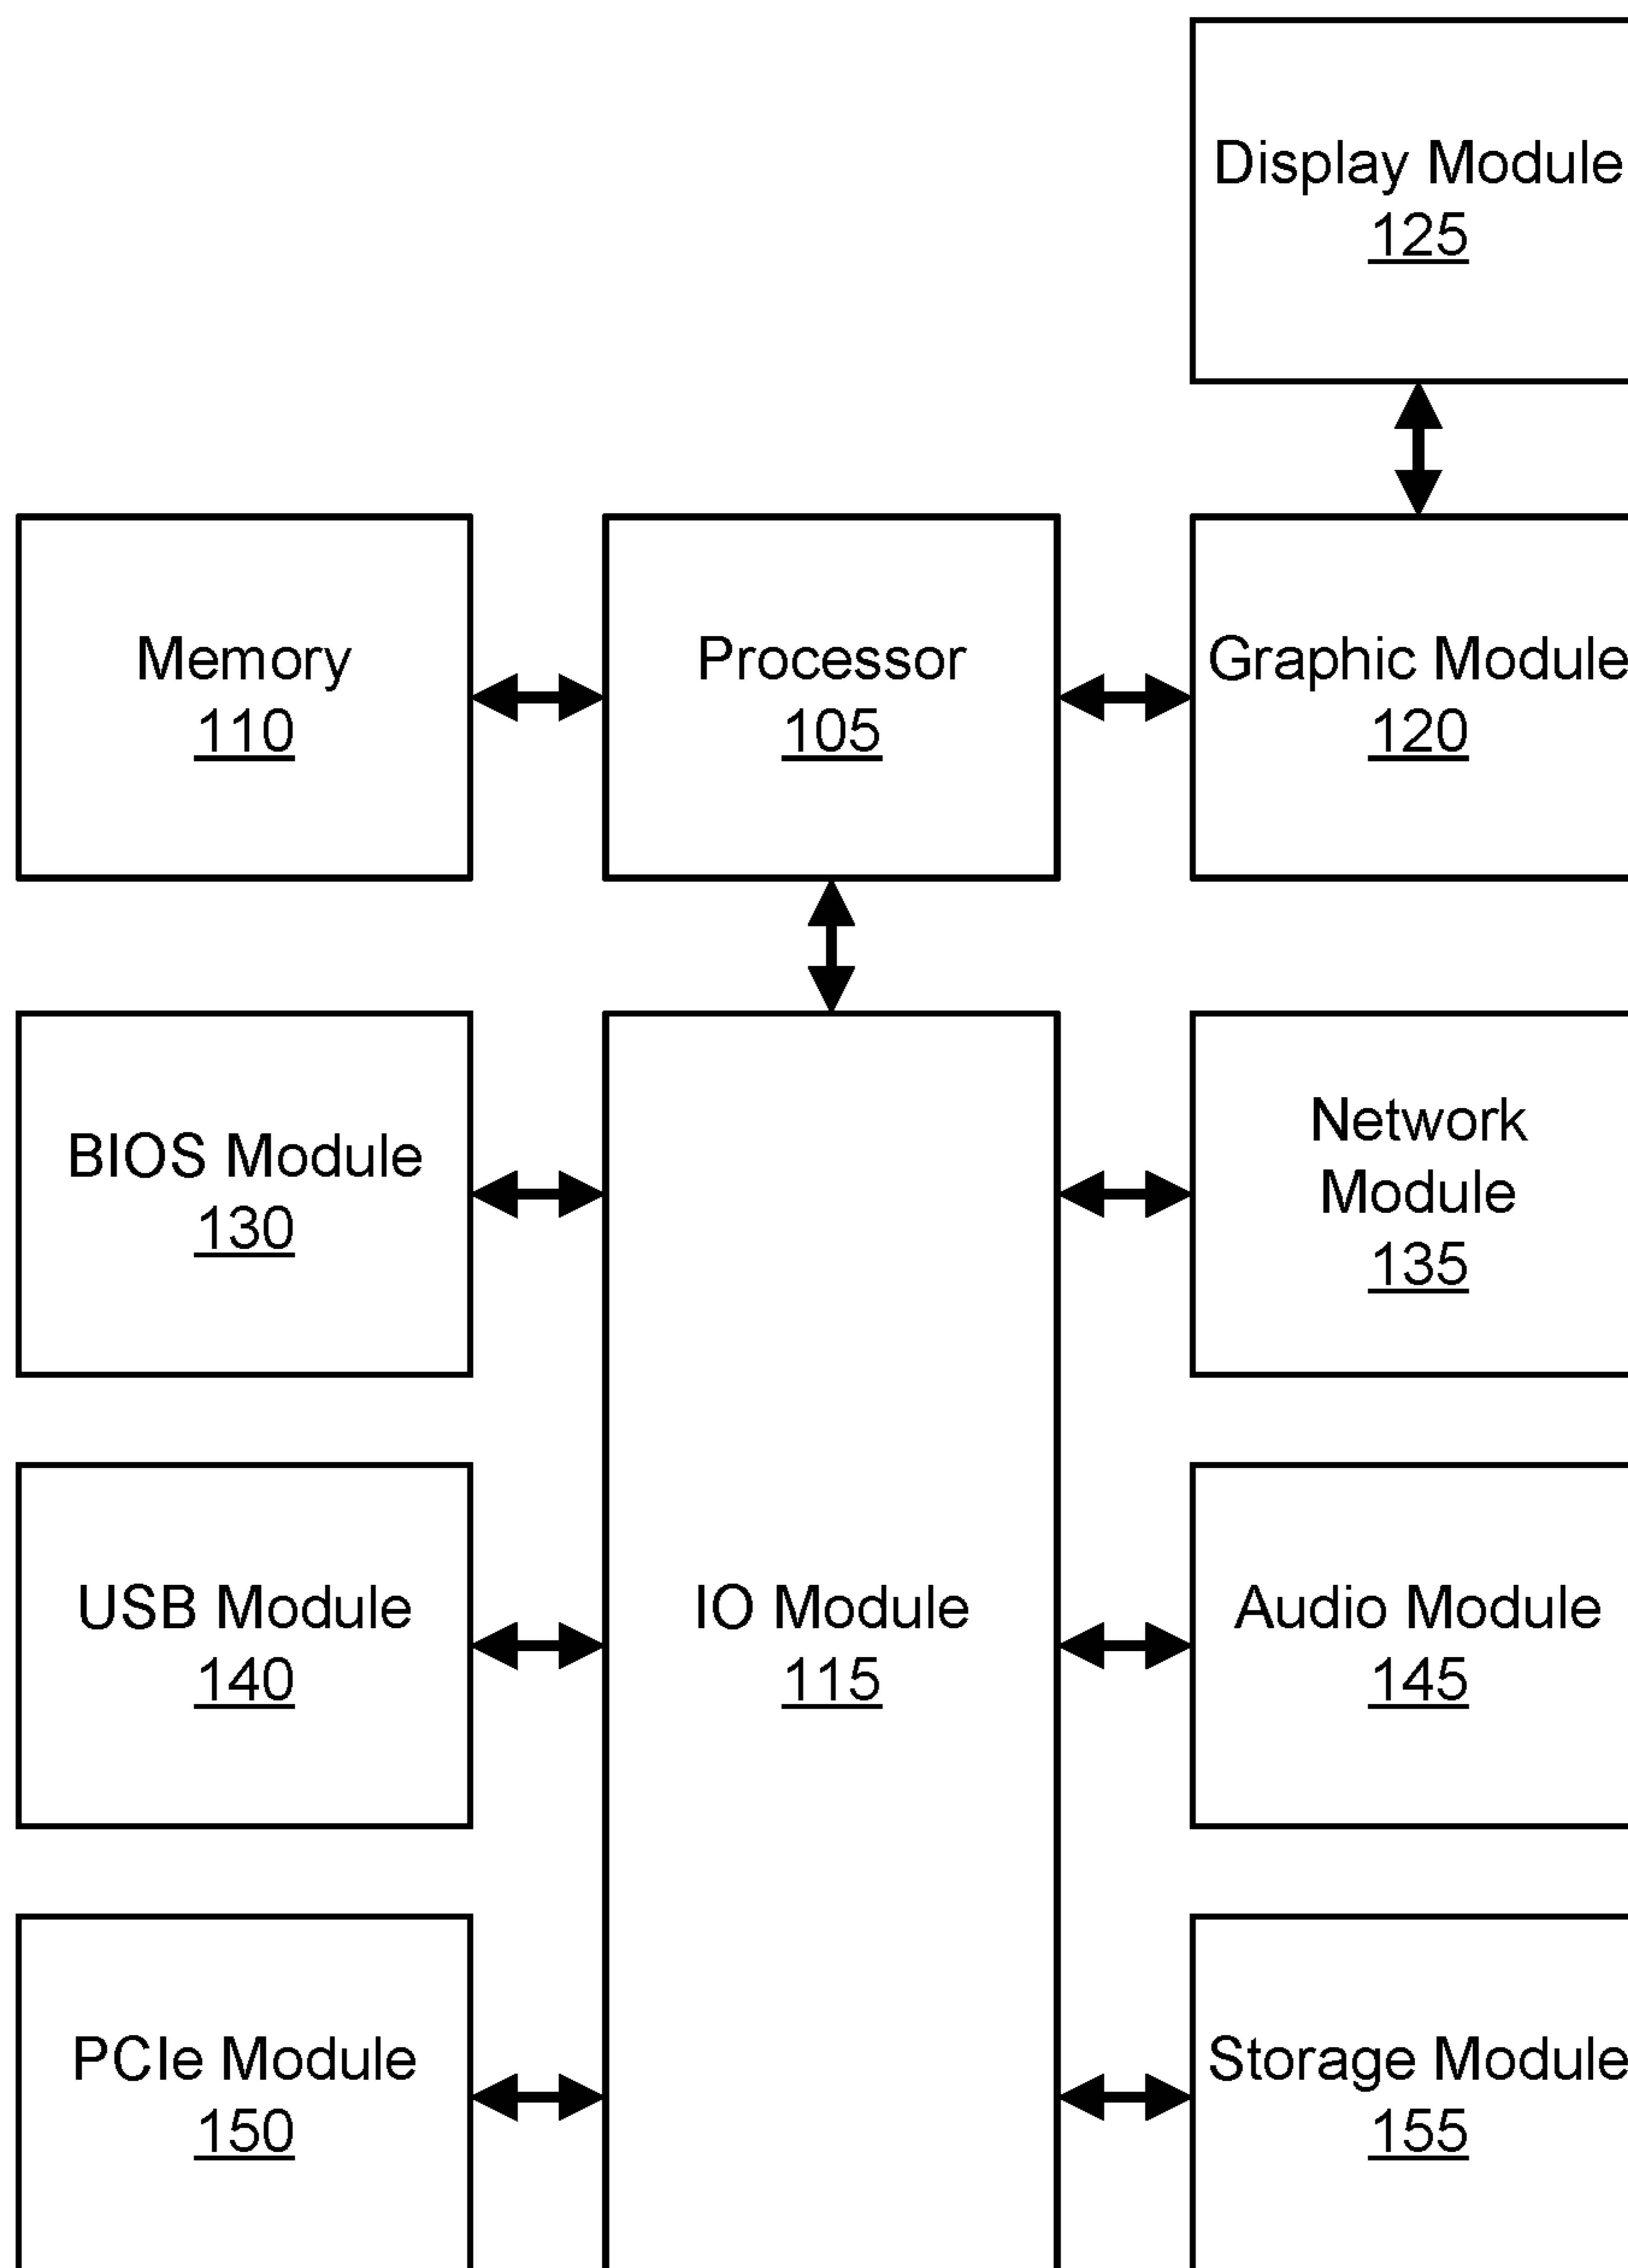 Display Module
125
Memory
110
Processor
105
Graphic Module
120
BIOS Module
130
Network
Module
135
USB Module
140
IO Module
115
Audio Module
145
PCIe Module
150
Storage Module
155